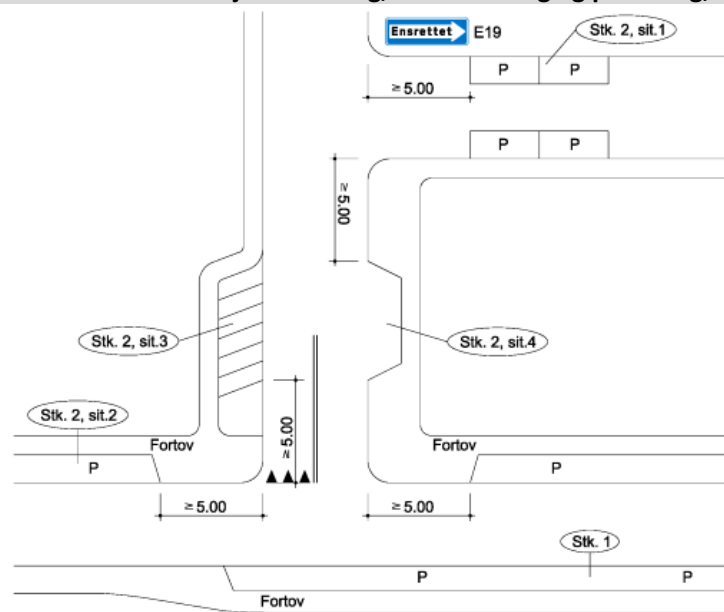 Ensrettet
E19
Stk. 2, sit.1
P
P
≥ 5.00
P
P
≥ 5.00
Stk. 2, sit.3
Stk. 2, sit.4
Stk. 2, sit.2
≥ 5.00
Fortov
Fortov
P
P
≥ 5.00
≥ 5.00
Stk. 1
P
P
Fortov